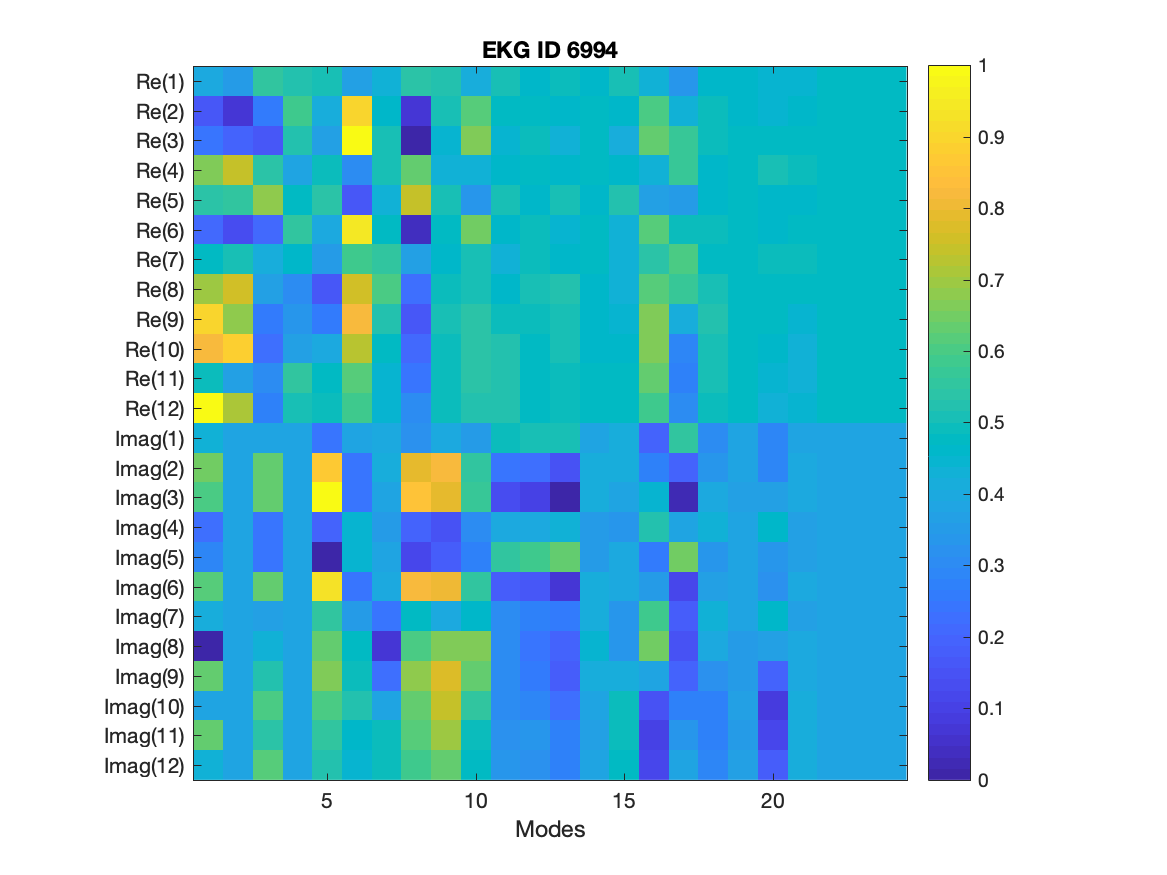 EKG ID 6994
Re(1)
Re(2)
Re(3)
Re(4)
Re(5)
Re(6)
Re(7)
Re(8)
Re(9)
Re(10)
Re(11)
Re(12)
Imag(1)
Imag(2)
Imag(3)
Imag(4)
Imag(5)
Imag(6)
Imag(7)
Imag(8)
Imag(9)
Imag(10)
Imag(11)
Imag(12)
5 10 15 20
Modes
1
0.9
0.8
0.7
0.6
0.5
0.4
0.3
0.2
0.1
0